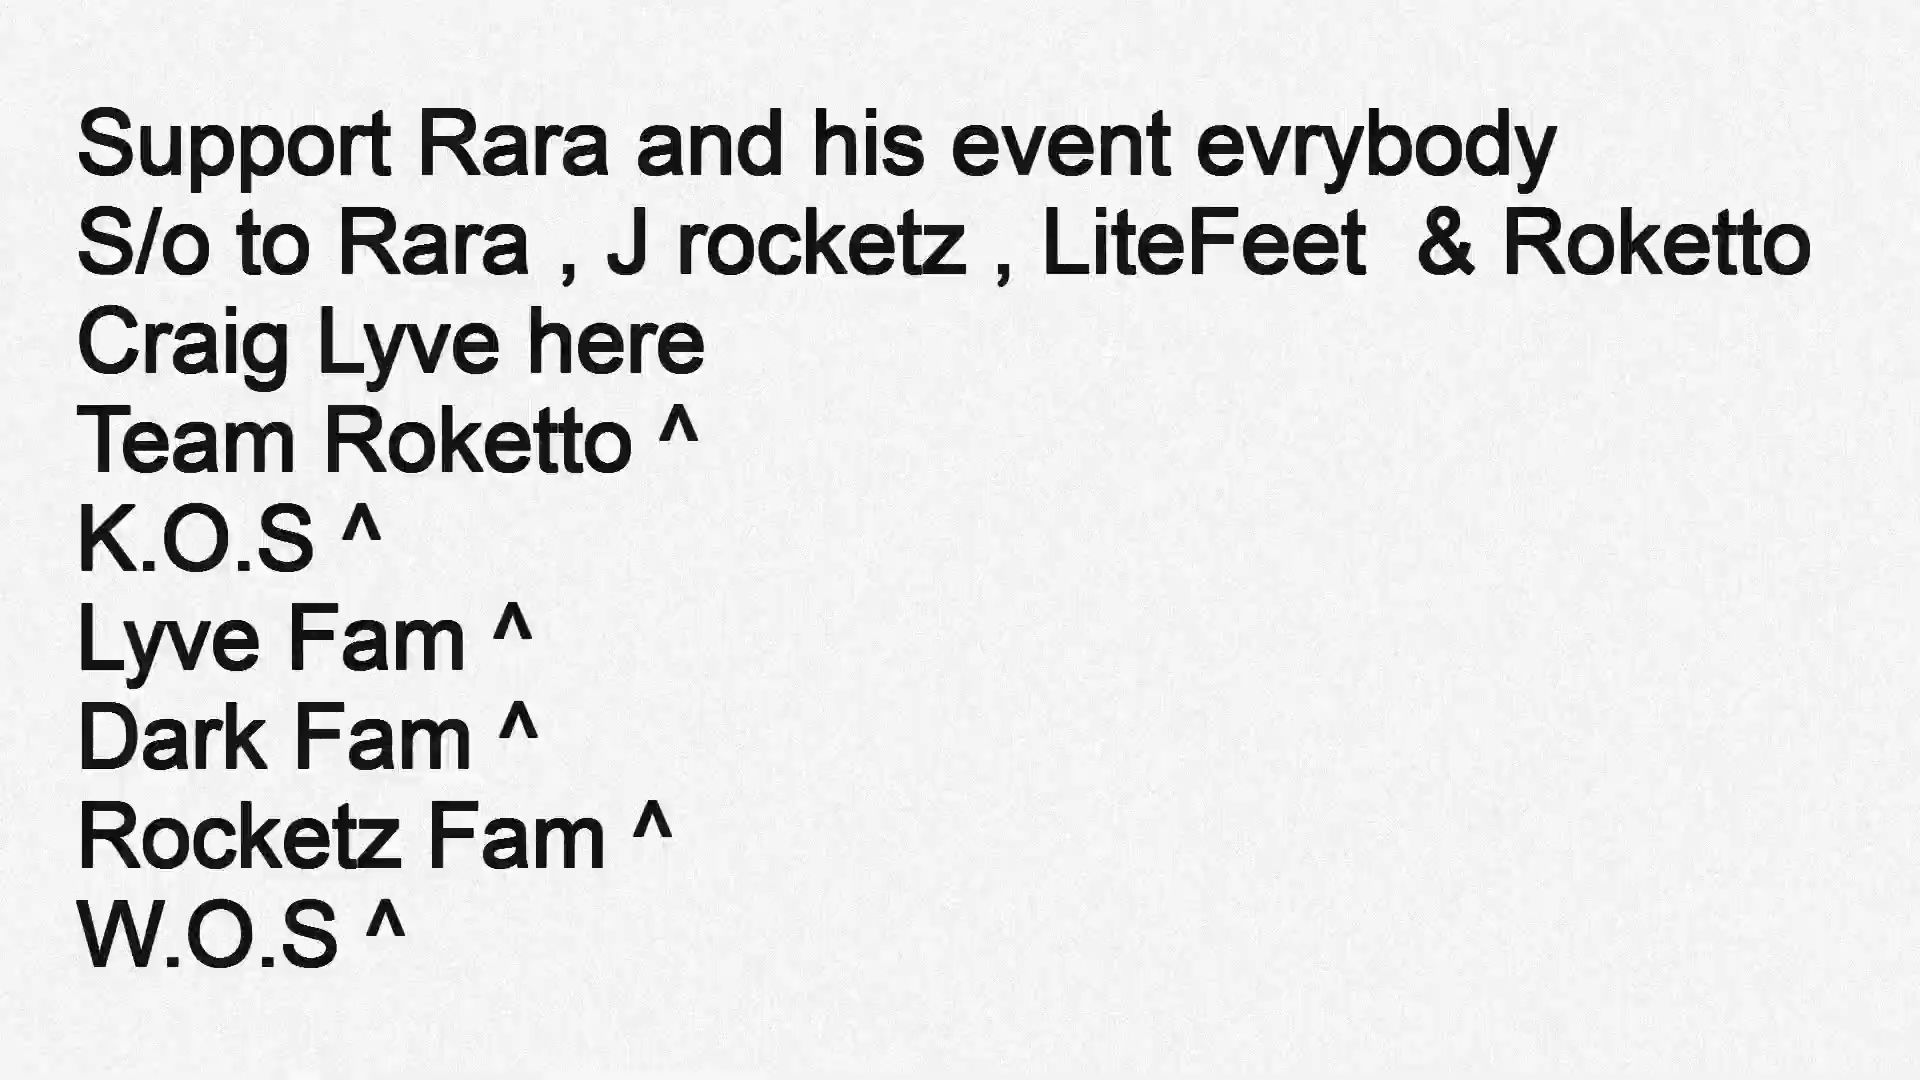 Support Rara and his event evrybody
S/o to Rara , J rocketz , LiteFeet  & Roketto
Craig Lyve here
Team Roketto ^
K.O.S ^
Lyve Fam ^
Dark Fam ^
Rocketz Fam ^
W.O.S ^